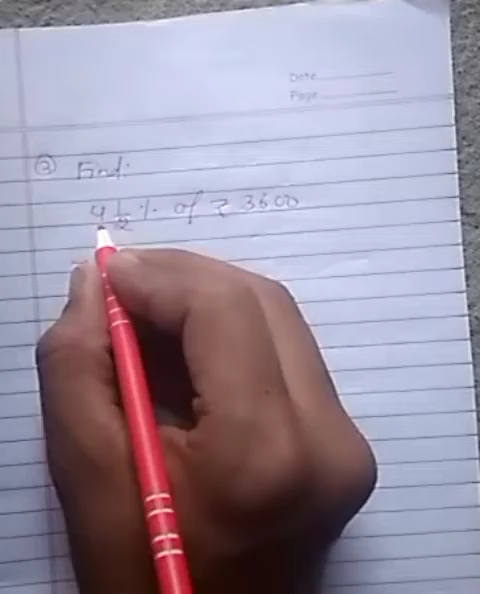 Date
Page
② Find:
4 1/2 % of ₹ 3600